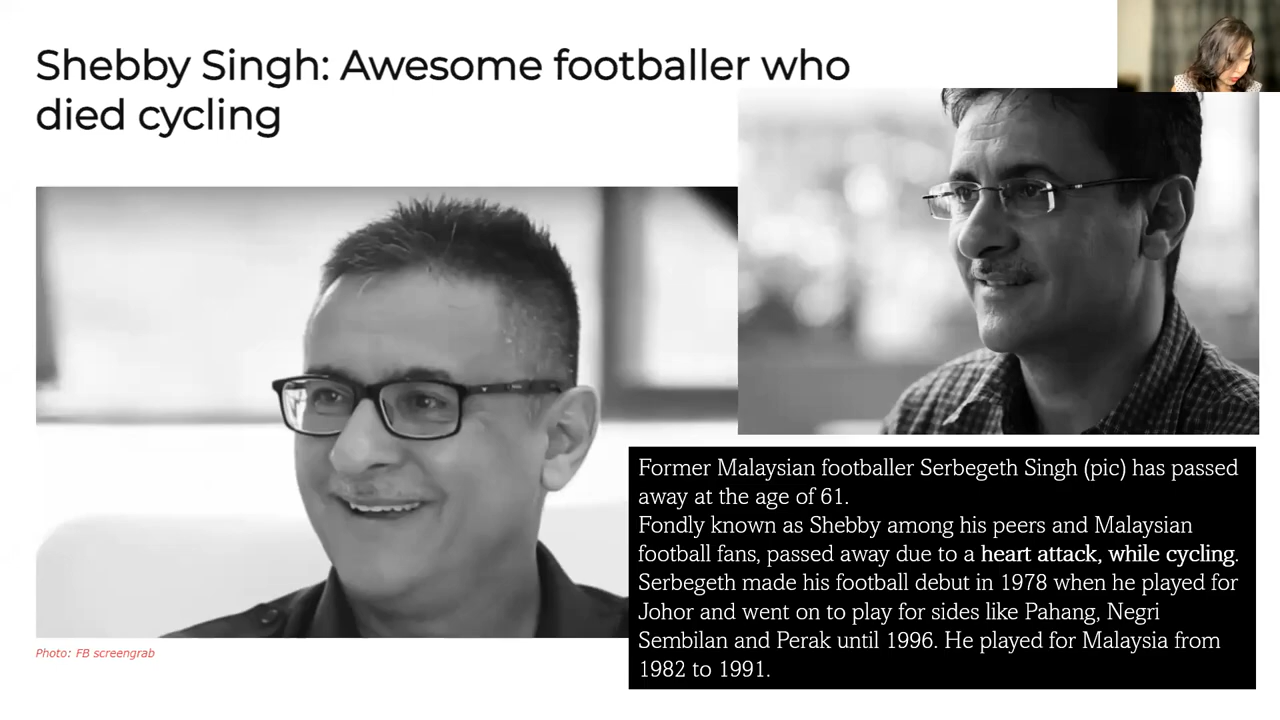 Shebby Singh: Awesome footballer who
died cycling
Former Malaysian footballer Serbegeth Singh (pic) has passed
away at the age of 61.
Fondly known as Shebby among his peers and Malaysian
football fans, passed away due to a heart attack, while cycling.
Serbegeth made his football debut in 1978 when he played for
Johor and went on to play for sides like Pahang, Negri
Sembilan and Perak until 1996. He played for Malaysia from
1982 to 1991.
Photo: FB screengrab